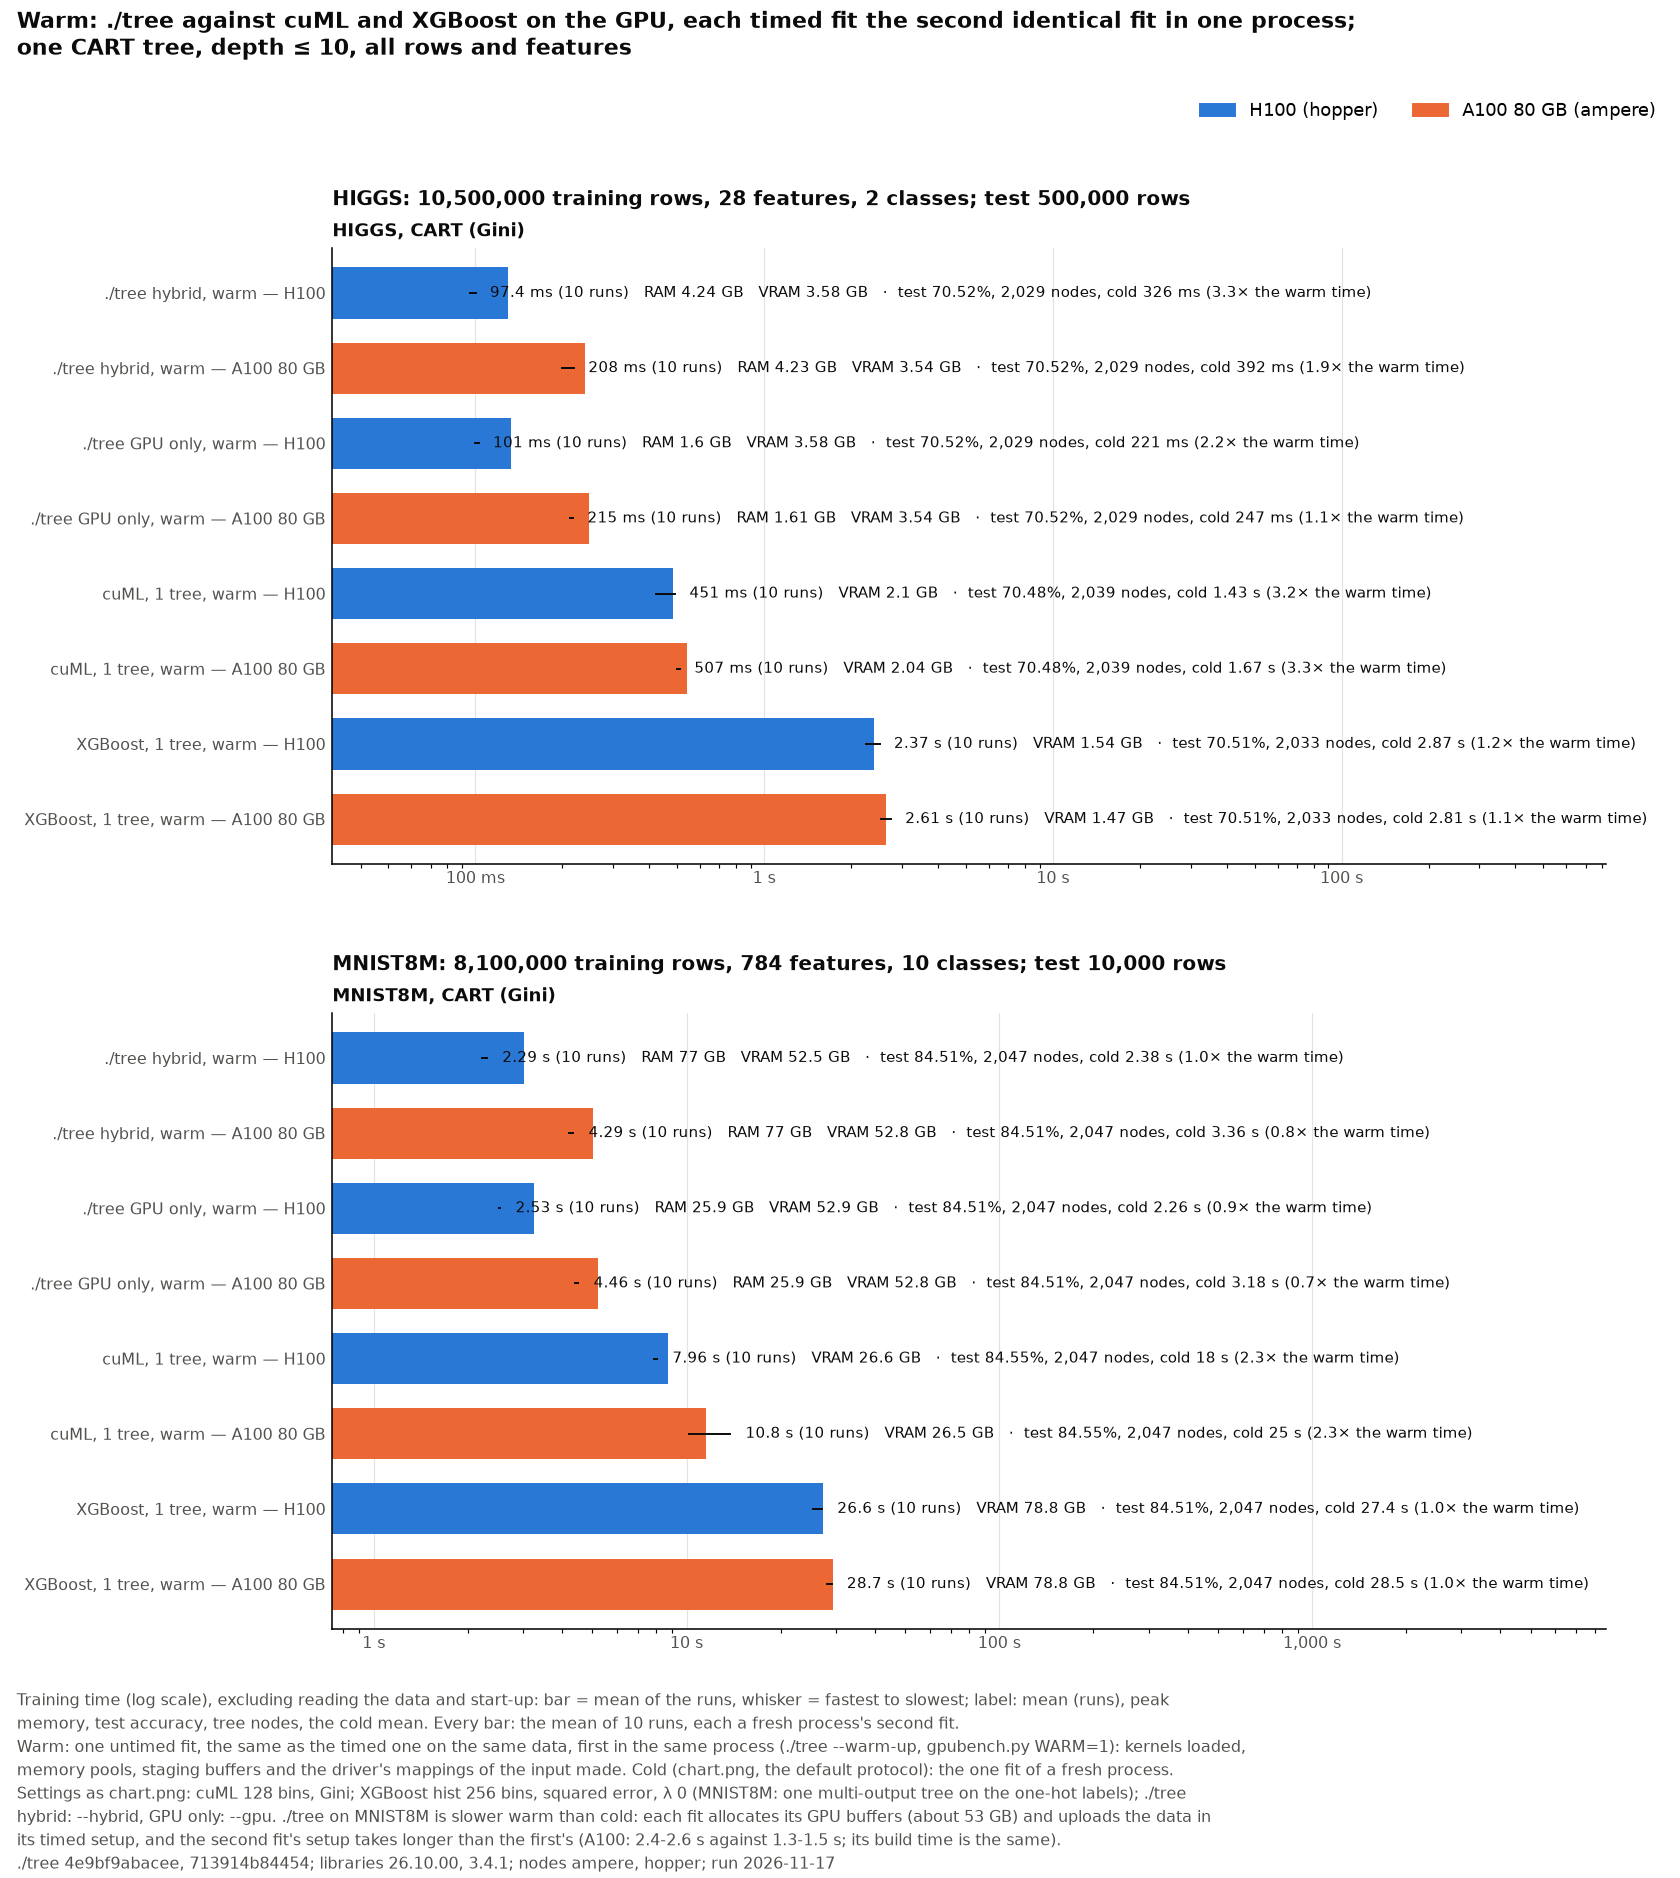 Warm: ./tree against cuML and XGBoost on the GPU, each timed fit the second identical fit in one process;
one CART tree, depth ≤ 10, all rows and features
H100 (hopper)
A100 80 GB (ampere)
HIGGS: 10,500,000 training rows, 28 features, 2 classes; test 500,000 rows
HIGGS, CART (Gini)
./tree hybrid, warm — H100
97.4 ms (10 runs)   RAM 4.24 GB   VRAM 3.58 GB   ·  test 70.52%, 2,029 nodes, cold 326 ms (3.3× the warm time)
./tree hybrid, warm — A100 80 GB
208 ms (10 runs)   RAM 4.23 GB   VRAM 3.54 GB   ·  test 70.52%, 2,029 nodes, cold 392 ms (1.9× the warm time)
./tree GPU only, warm — H100
101 ms (10 runs)   RAM 1.6 GB   VRAM 3.58 GB   ·  test 70.52%, 2,029 nodes, cold 221 ms (2.2× the warm time)
./tree GPU only, warm — A100 80 GB
215 ms (10 runs)   RAM 1.61 GB   VRAM 3.54 GB   ·  test 70.52%, 2,029 nodes, cold 247 ms (1.1× the warm time)
cuML, 1 tree, warm — H100
451 ms (10 runs)   VRAM 2.1 GB   ·  test 70.48%, 2,039 nodes, cold 1.43 s (3.2× the warm time)
cuML, 1 tree, warm — A100 80 GB
507 ms (10 runs)   VRAM 2.04 GB   ·  test 70.48%, 2,039 nodes, cold 1.67 s (3.3× the warm time)
XGBoost, 1 tree, warm — H100
2.37 s (10 runs)   VRAM 1.54 GB   ·  test 70.51%, 2,033 nodes, cold 2.87 s (1.2× the warm time)
XGBoost, 1 tree, warm — A100 80 GB
2.61 s (10 runs)   VRAM 1.47 GB   ·  test 70.51%, 2,033 nodes, cold 2.81 s (1.1× the warm time)
100 ms
1 s
10 s
100 s
MNIST8M: 8,100,000 training rows, 784 features, 10 classes; test 10,000 rows
MNIST8M, CART (Gini)
./tree hybrid, warm — H100
2.29 s (10 runs)   RAM 77 GB   VRAM 52.5 GB   ·  test 84.51%, 2,047 nodes, cold 2.38 s (1.0× the warm time)
./tree hybrid, warm — A100 80 GB
4.29 s (10 runs)   RAM 77 GB   VRAM 52.8 GB   ·  test 84.51%, 2,047 nodes, cold 3.36 s (0.8× the warm time)
./tree GPU only, warm — H100
2.53 s (10 runs)   RAM 25.9 GB   VRAM 52.9 GB   ·  test 84.51%, 2,047 nodes, cold 2.26 s (0.9× the warm time)
./tree GPU only, warm — A100 80 GB
4.46 s (10 runs)   RAM 25.9 GB   VRAM 52.8 GB   ·  test 84.51%, 2,047 nodes, cold 3.18 s (0.7× the warm time)
cuML, 1 tree, warm — H100
7.96 s (10 runs)   VRAM 26.6 GB   ·  test 84.55%, 2,047 nodes, cold 18 s (2.3× the warm time)
cuML, 1 tree, warm — A100 80 GB
10.8 s (10 runs)   VRAM 26.5 GB   ·  test 84.55%, 2,047 nodes, cold 25 s (2.3× the warm time)
XGBoost, 1 tree, warm — H100
26.6 s (10 runs)   VRAM 78.8 GB   ·  test 84.51%, 2,047 nodes, cold 27.4 s (1.0× the warm time)
XGBoost, 1 tree, warm — A100 80 GB
28.7 s (10 runs)   VRAM 78.8 GB   ·  test 84.51%, 2,047 nodes, cold 28.5 s (1.0× the warm time)
1 s
10 s
100 s
1,000 s
Training time (log scale), excluding reading the data and start-up: bar = mean of the runs, whisker = fastest to slowest; label: mean (runs), peak
memory, test accuracy, tree nodes, the cold mean. Every bar: the mean of 10 runs, each a fresh process's second fit.
Warm: one untimed fit, the same as the timed one on the same data, first in the same process (./tree --warm-up, gpubench.py WARM=1): kernels loaded,
memory pools, staging buffers and the driver's mappings of the input made. Cold (chart.png, the default protocol): the one fit of a fresh process.
Settings as chart.png: cuML 128 bins, Gini; XGBoost hist 256 bins, squared error, λ 0 (MNIST8M: one multi-output tree on the one-hot labels); ./tree
hybrid: --hybrid, GPU only: --gpu. ./tree on MNIST8M is slower warm than cold: each fit allocates its GPU buffers (about 53 GB) and uploads the data in
its timed setup, and the second fit's setup takes longer than the first's (A100: 2.4-2.6 s against 1.3-1.5 s; its build time is the same).
./tree 4e9bf9abacee, 713914b84454; libraries 26.10.00, 3.4.1; nodes ampere, hopper; run 2026-11-17